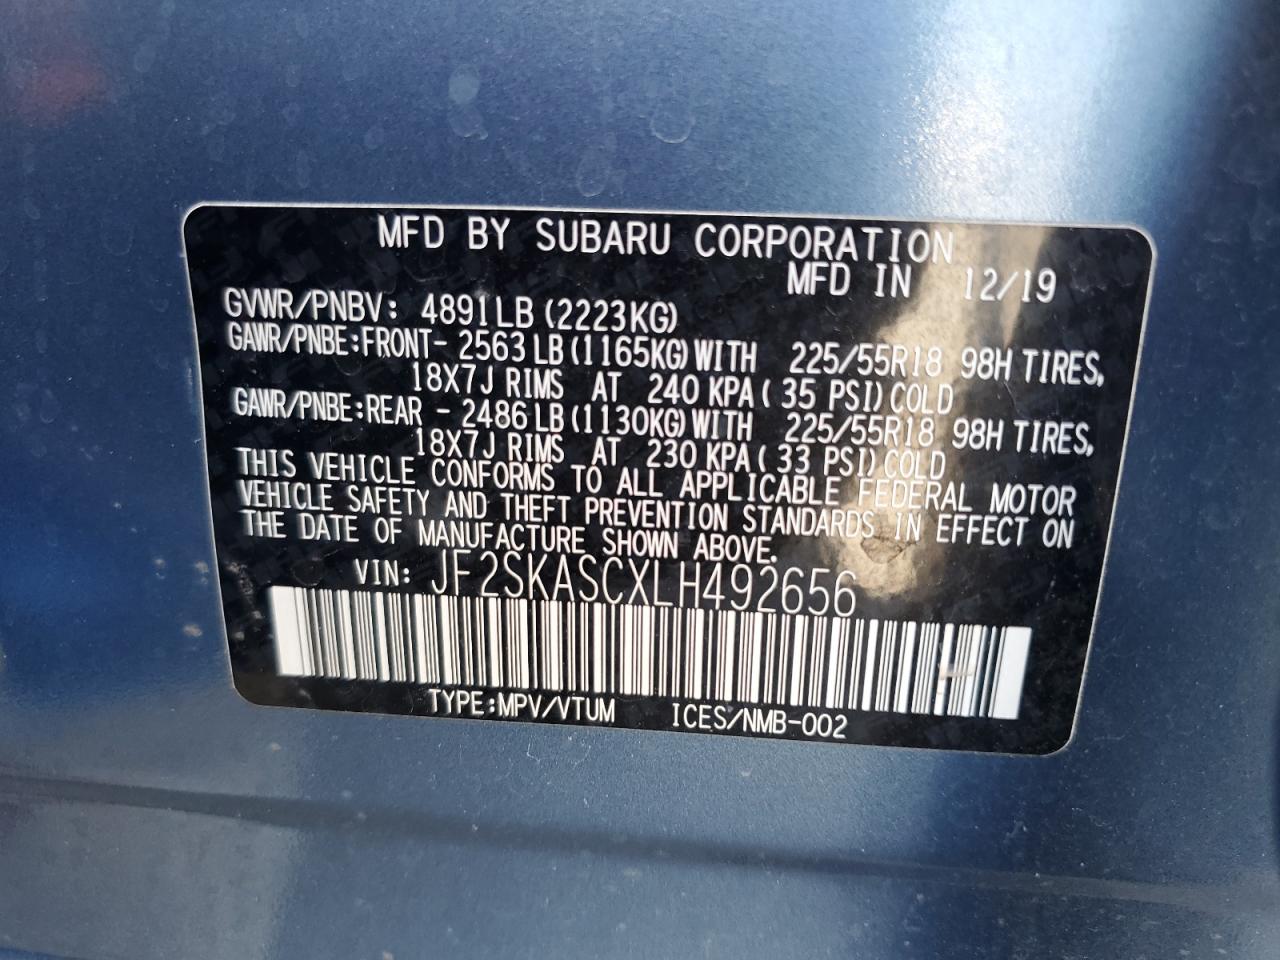 MFD BY SUBARU CORPORATION
MFD IN 12/19
GVWR/PNBV: 4891LB (2223KG)
GAWR/PNBE:FRONT- 2563 LB (1165KG) WITH 225/55R18 98H TIRES,
18X7J RIMS AT 240 KPA ( 35 PSI) COLD
GAWR/PNBE:REAR - 2486 LB (1130KG) WITH 225/55R18 98H TIRES,
18X7J RIMS AT 230 KPA ( 33 PSI) COLD
THIS VEHICLE CONFORMS TO ALL APPLICABLE FEDERAL MOTOR
VEHICLE SAFETY AND THEFT PREVENTION STANDARDS IN EFFECT ON
THE DATE OF MANUFACTURE SHOWN ABOVE.
VIN: JF2SKASCXLH492656
TYPE:MPV/VTUM ICES/NMB-002